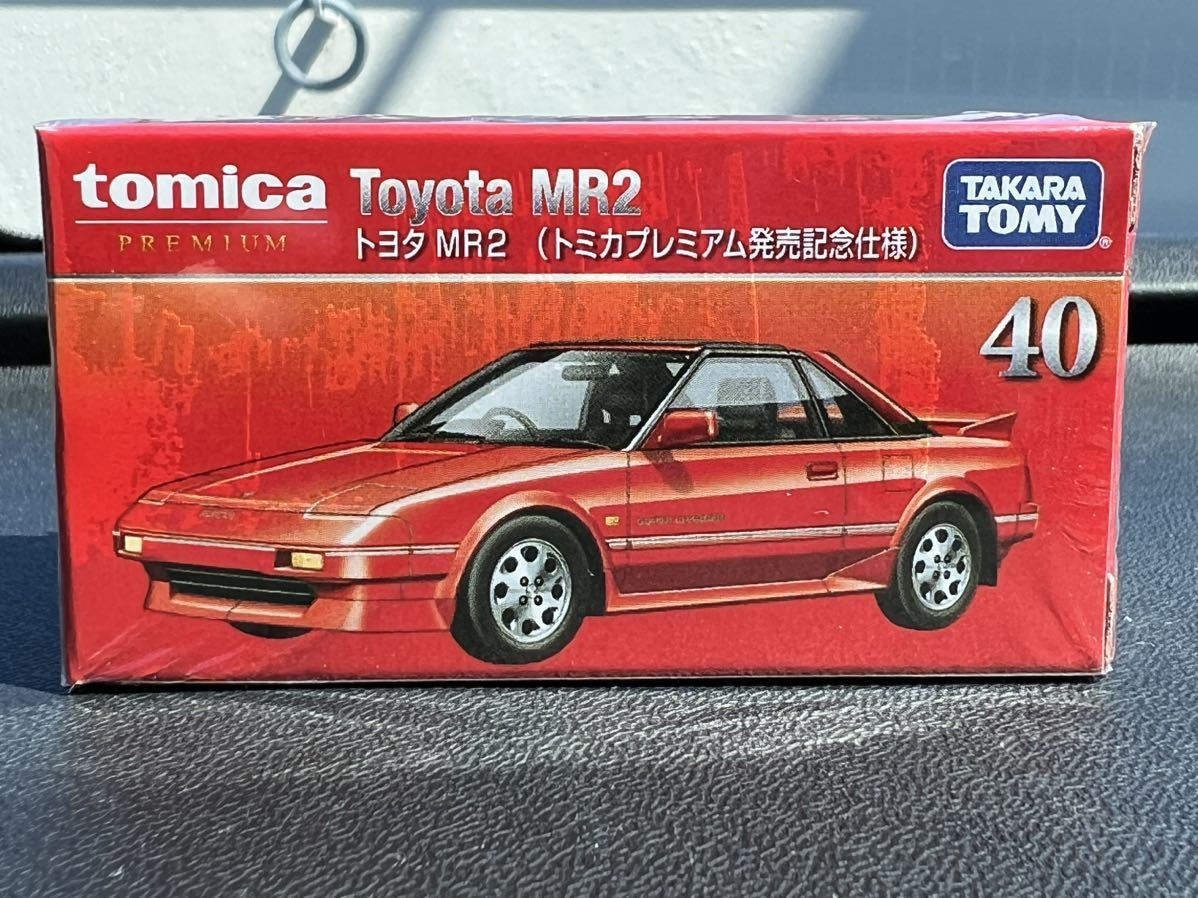 tomica
PREMIUM
Toyota MR2
トヨタ MR2 （トミカプレミアム発売記念仕様）
TAKARA
TOMY®
40